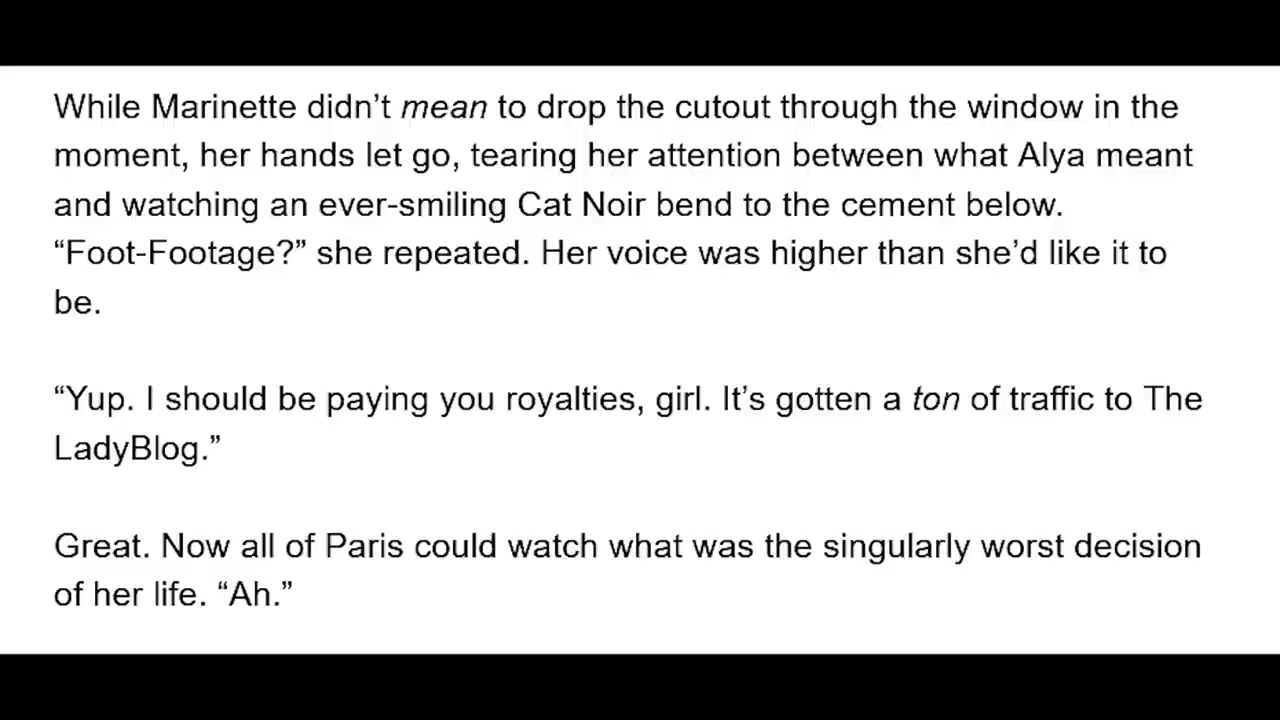 While Marinette didn’t mean to drop the cutout through the window in the
moment, her hands let go, tearing her attention between what Alya meant
and watching an ever-smiling Cat Noir bend to the cement below.
“Foot-Footage?” she repeated. Her voice was higher than she’d like it to
be.
“Yup. I should be paying you royalties, girl. It’s gotten a ton of traffic to The
LadyBlog.”
Great. Now all of Paris could watch what was the singularly worst decision
of her life. “Ah.”